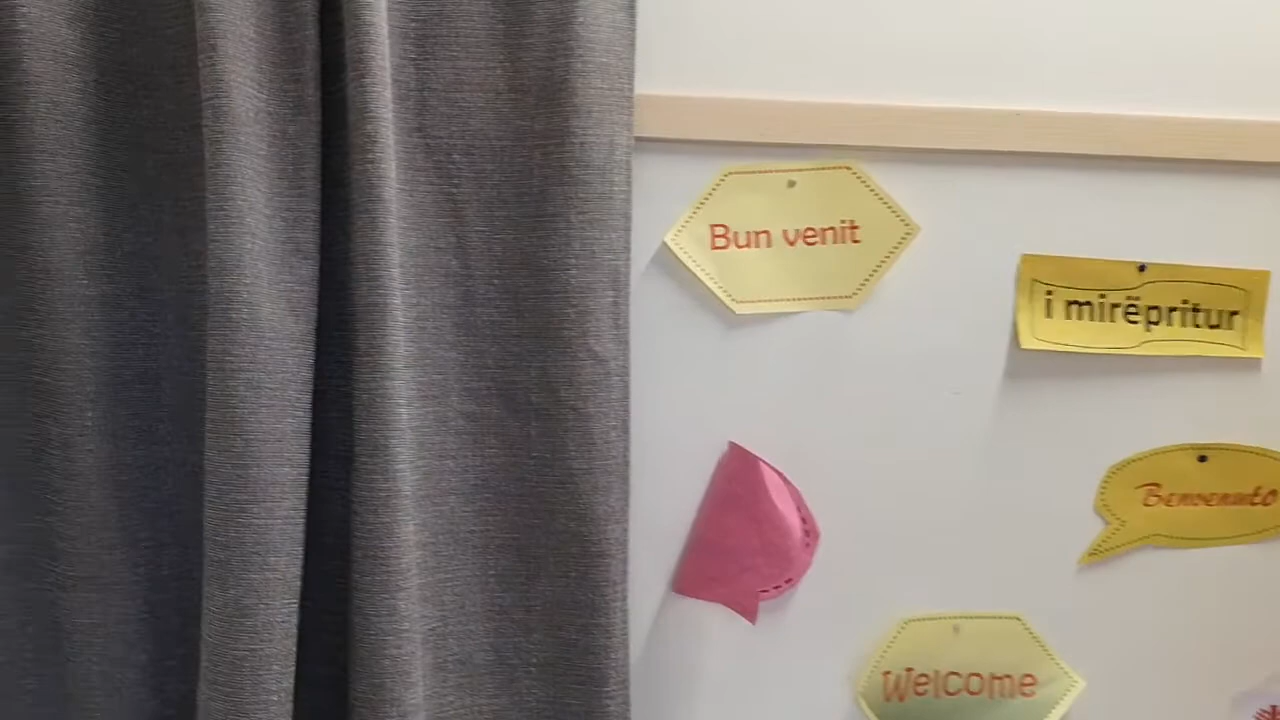 Bun venit
i mirëpritur
Benvenuto
Welcome